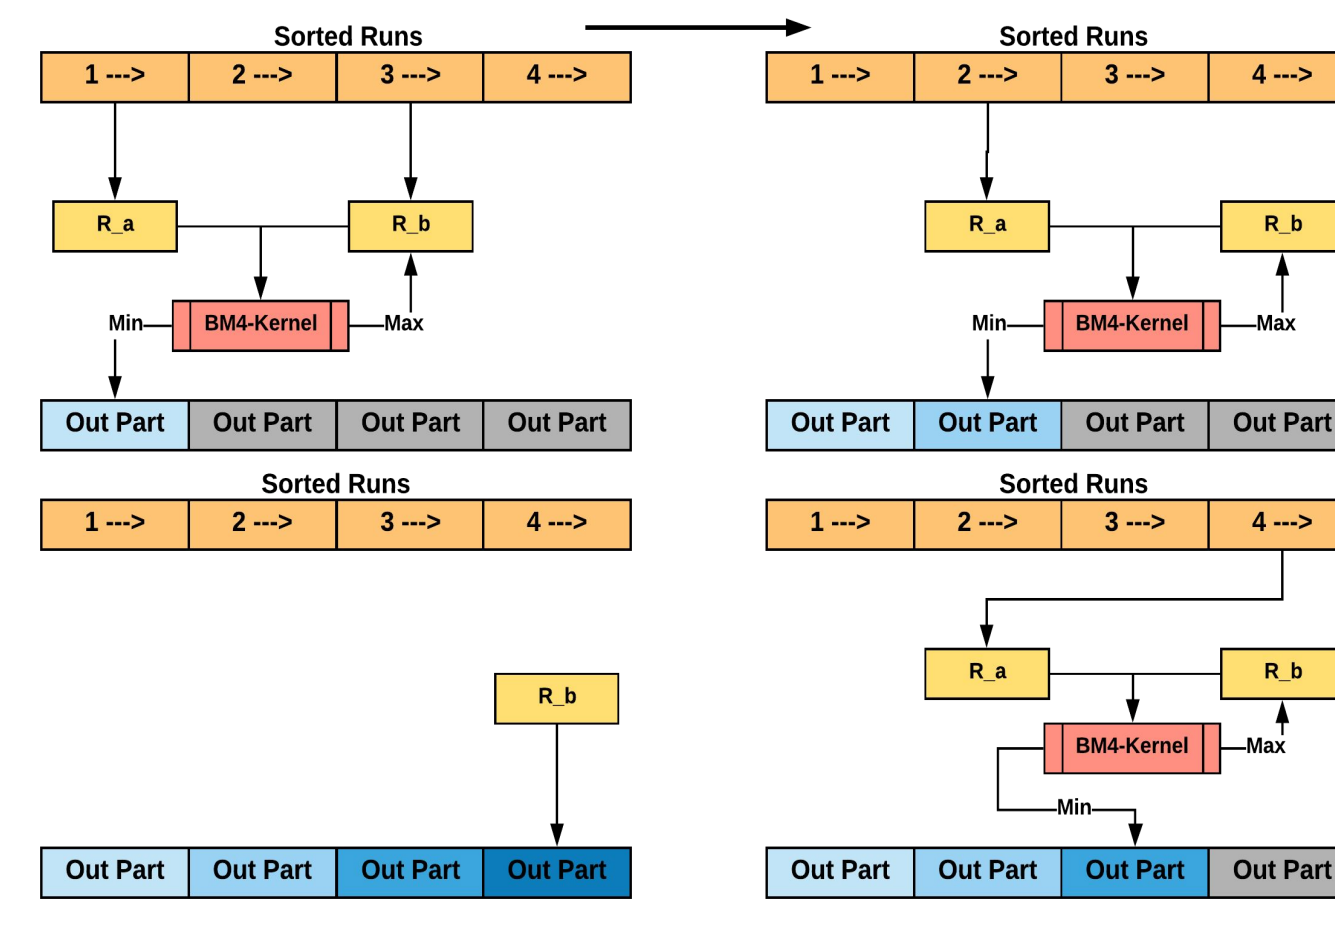 Sorted Runs
1 ---> 2 ---> 3 ---> 4 --->
R_a R_b
Min BM4-Kernel Max
Out Part Out Part Out Part Out Part
Sorted Runs
1 ---> 2 ---> 3 ---> 4 --->
R_a R_b
Min BM4-Kernel Max
Out Part Out Part Out Part Out Part
Sorted Runs
1 ---> 2 ---> 3 ---> 4 --->
R_b
Out Part Out Part Out Part Out Part
Sorted Runs
1 ---> 2 ---> 3 ---> 4 --->
R_a R_b
BM4-Kernel Max
Min
Out Part Out Part Out Part Out Part